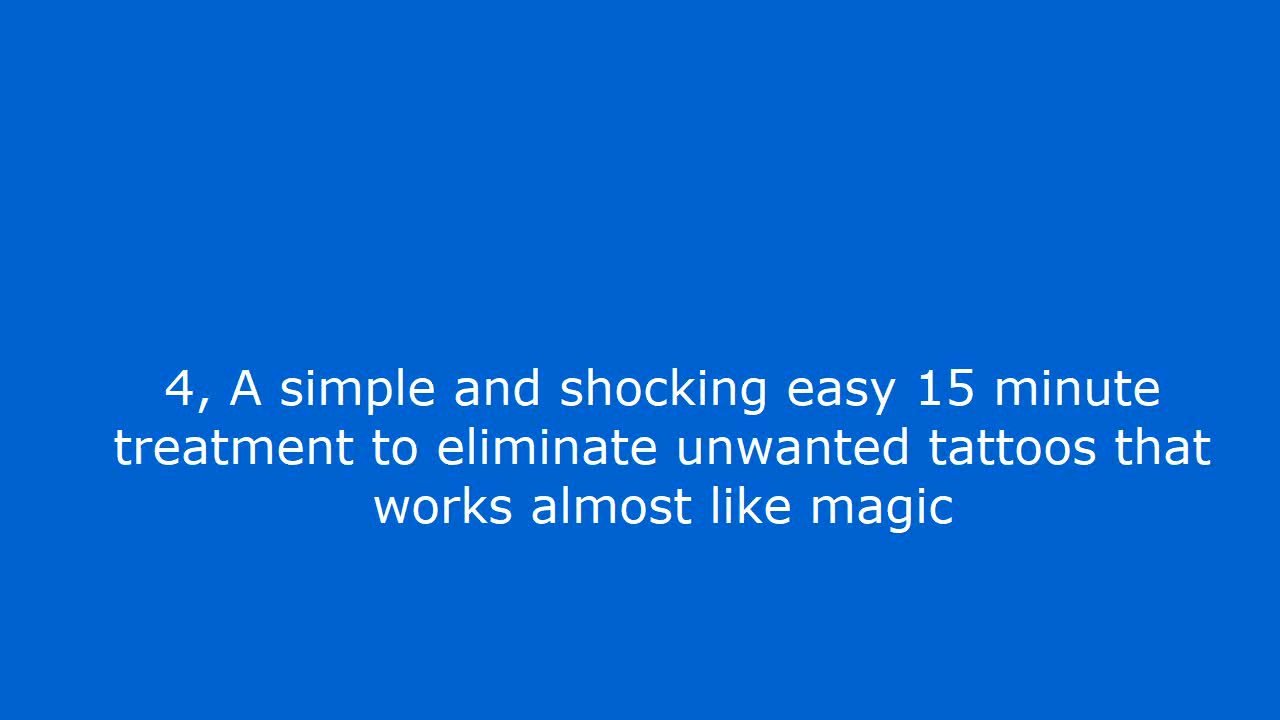 4, A simple and shocking easy 15 minute
treatment to eliminate unwanted tattoos that
works almost like magic